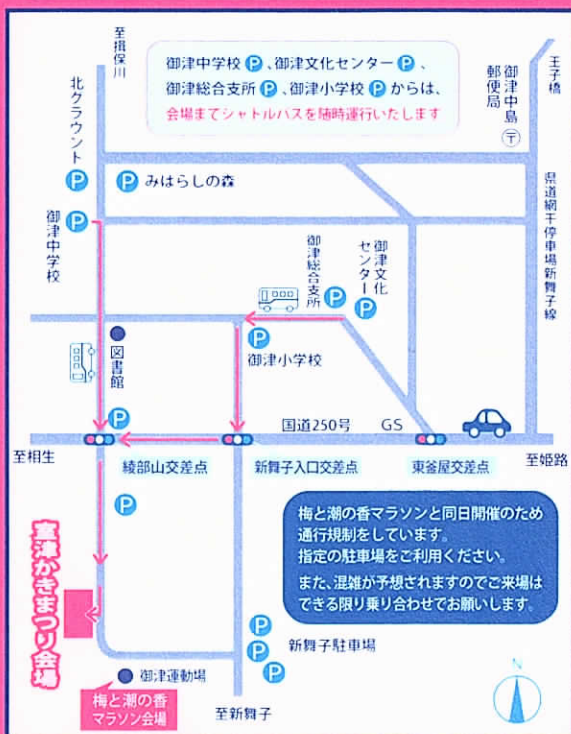 御津中学校 P 、御津文化センター P 、
御津総合支所 P 、御津小学校 P からは、
会場までシャトルバスを随時運行いたします
至揖保川
北グラウンド
P
P みはらしの森
御津中島
郵便局
〒
王子橋
県道網干停車場新舞子線
御津中学校
P
御津総合支所
P
御津文化
センター
P
図書館
P
御津小学校
P
国道250号
GS
至相生
綾部山交差点
新舞子入口交差点
東釜屋交差点
至姫路
P
梅と潮の香マラソンと同日開催のため
通行規制をしています。
指定の駐車場をご利用ください。
また、混雑が予想されますのでご来場は
できる限り乗り合わせでお願いします。
室津かきまつり会場
P
P
P
新舞子駐車場
御津運動場
梅と潮の香
マラソン会場
至新舞子
N